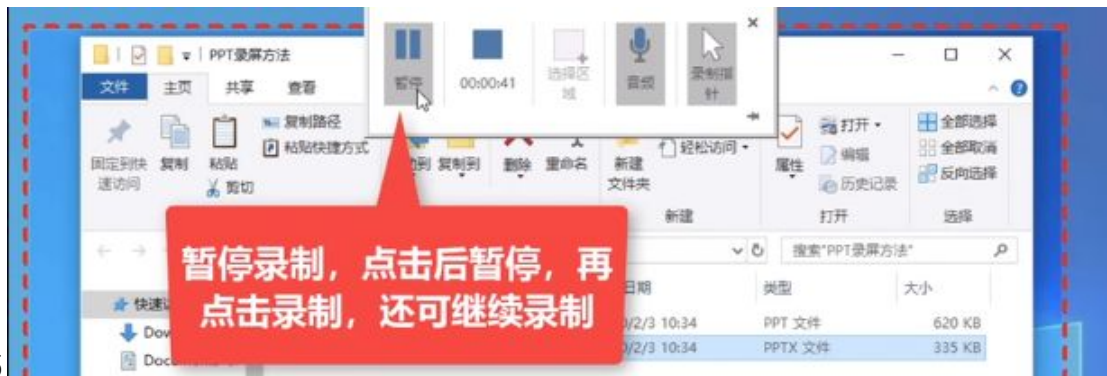 PPT录屏方法
暂停
00:00:41
选择区
域
音频
录制指
针
文件 主页 共享 查看
固定到快
速访问
复制
粘贴
复制路径
粘贴快捷方式
剪切
复制到
删除
重命名
新建
文件夹
轻松访问
新建
属性
打开
编辑
历史记录
打开
全部选择
全部取消
反向选择
选择
暂停录制，点击后暂停，再
点击录制，还可继续录制
搜索"PPT录屏方法"
日期 类型 大小
/2/3 10:34 PPT 文件 620 KB
/2/3 10:34 PPTX 文件 335 KB